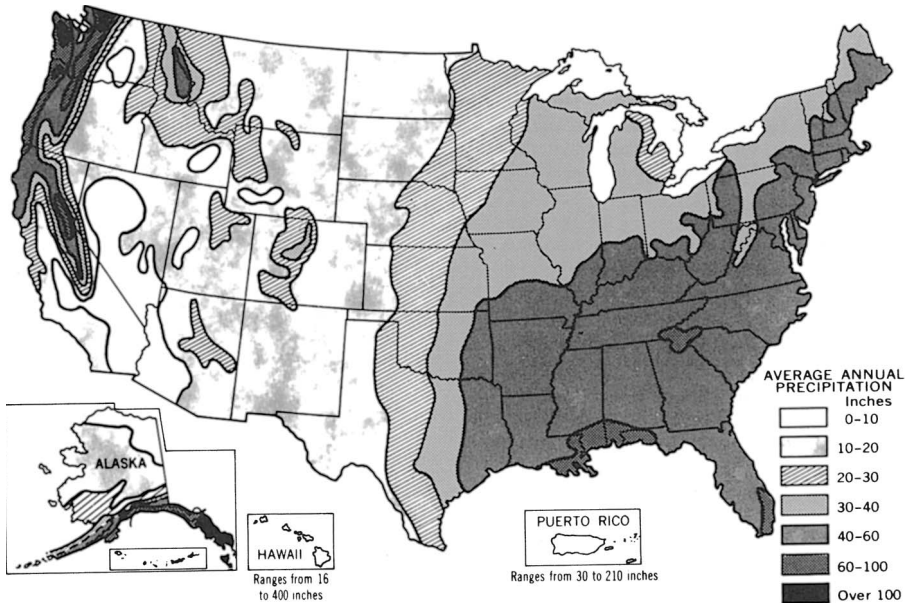 AVERAGE ANNUAL
PRECIPITATION
Inches
0-10
10-20
20-30
30-40
40-60
60-100
Over 100
ALASKA
HAWAII
Ranges from 16
to 400 inches
PUERTO RICO
Ranges from 30 to 210 inches